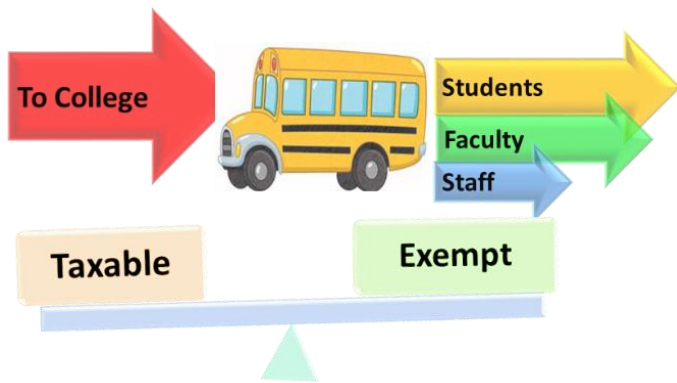 To College
Students
Faculty
Staff
Taxable
Exempt